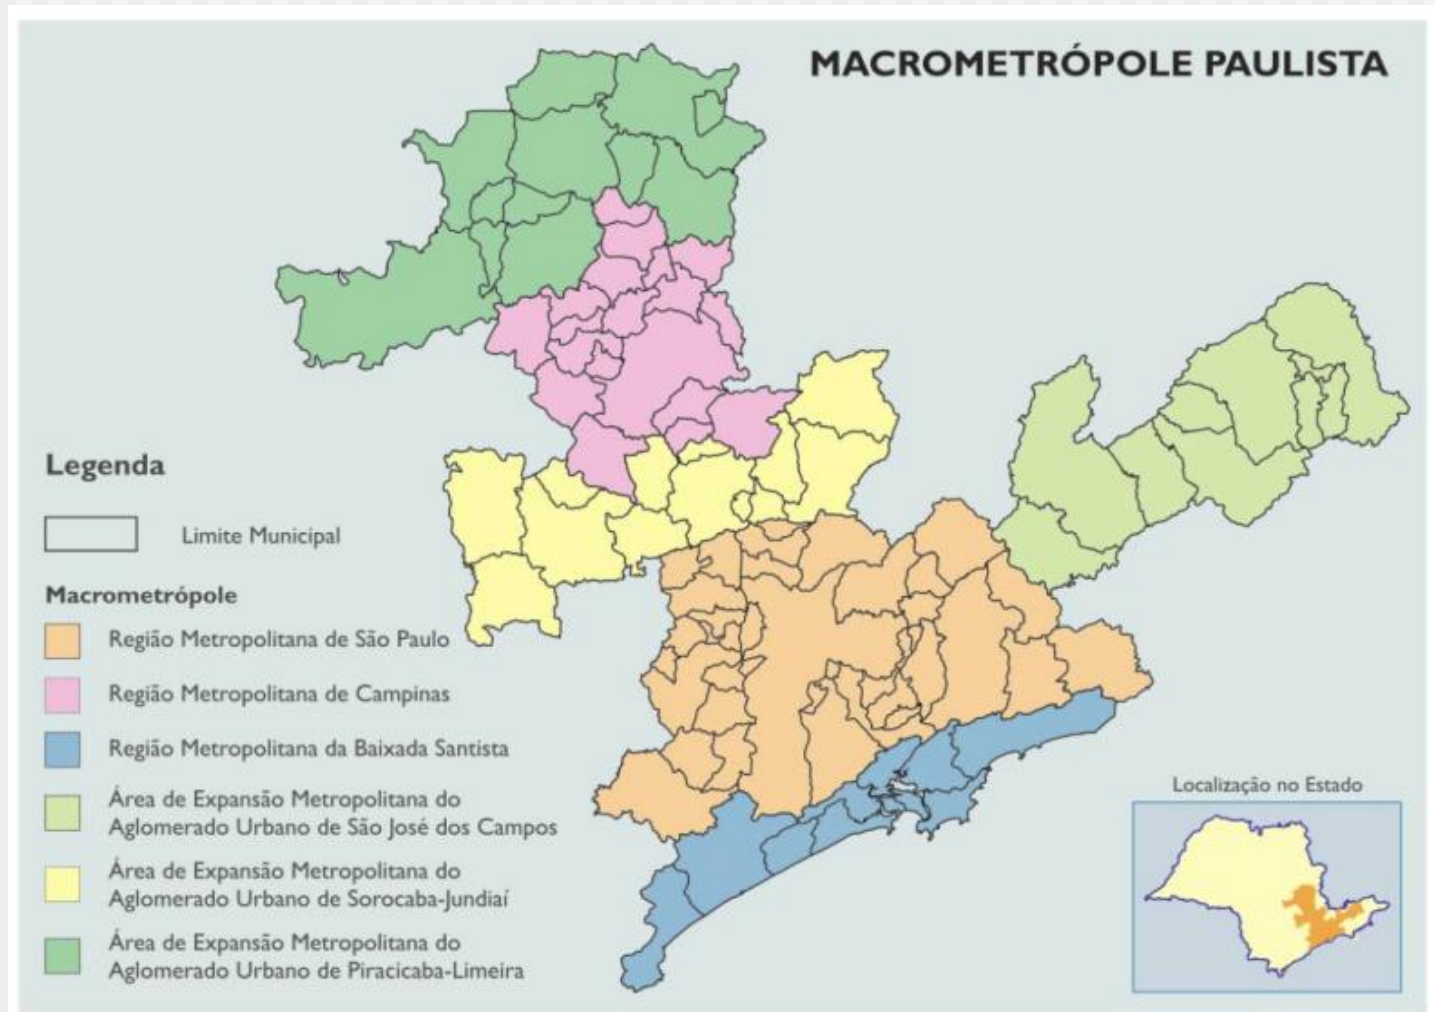 MACROMETRÓPOLE PAULISTA
Legenda
Limite Municipal
Macrometrópole
Região Metropolitana de São Paulo
Região Metropolitana de Campinas
Região Metropolitana da Baixada Santista
Área de Expansão Metropolitana do
Aglomerado Urbano de São José dos Campos
Área de Expansão Metropolitana do
Aglomerado Urbano de Sorocaba-Jundiaí
Área de Expansão Metropolitana do
Aglomerado Urbano de Piracicaba-Limeira
Localização no Estado